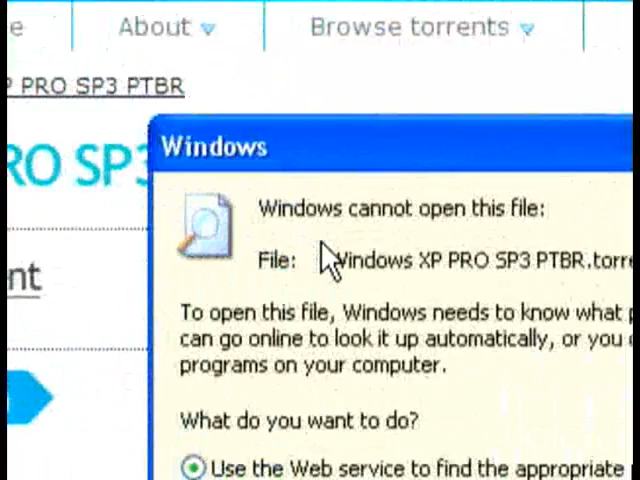 e About Browse torrents
P PRO SP3 PTBR
RO SP3
Windows
Windows cannot open this file:
nt
File: Windows XP PRO SP3 PTBR.torre
To open this file, Windows needs to know what p
can go online to look it up automatically, or you c
programs on your computer.
What do you want to do?
Use the Web service to find the appropriate p